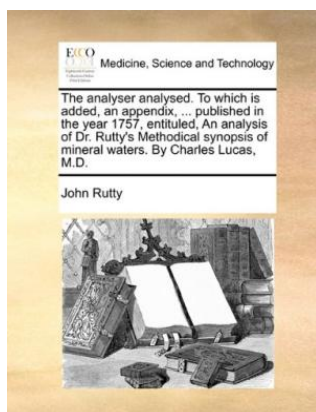 ECCO
Medicine, Science and Technology
The analyser analysed. To which is
added, an appendix, ... published in
the year 1757, entituled, An analysis
of Dr. Rutty's Methodical synopsis of
mineral waters. By Charles Lucas,
M.D.
John Rutty